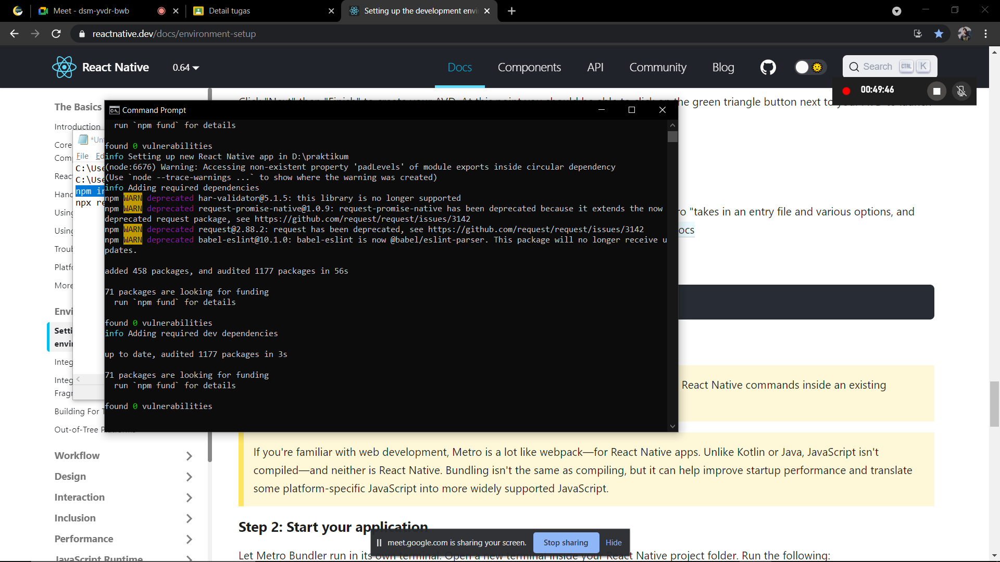 Meet - dsm-yvdr-bwb
Detail tugas
Setting up the development envi
reactnative.dev/docs/environment-setup
React Native
0.64
Docs
Components
API
Community
Blog
Search CTRL K
00:49:46
he green triangle button next to
The Basics
Introduction
Core
Com
Reac
Hand
Using
Using
Troub
Platfo
More
Envi
Setti
envir
Integ
Integ
Fragr
Building For T
Out-of-Tree
Workflow
Design
Interaction
Inclusion
Performance
JavaScript Runtime
*Unt
File Ed
C:\Use
C:\Use
npm in
npx re
Command Prompt
run `npm fund` for details
found 0 vulnerabilities
info Setting up new React Native app in D:\praktikum
(node:6676) Warning: Accessing non-existent property 'padLevels' of module exports inside circular dependency
(Use `node --trace-warnings ...` to show where the warning was created)
info Adding required dependencies
npm WARN deprecated har-validator@5.1.5: this library is no longer supported
npm WARN deprecated request-promise-native@1.0.9: request-promise-native has been deprecated because it extends the now
deprecated request package, see https://github.com/request/request/issues/3142
npm WARN deprecated request@2.88.2: request has been deprecated, see https://github.com/request/request/issues/3142
npm WARN deprecated babel-eslint@10.1.0: babel-eslint is now @babel/eslint-parser. This package will no longer receive u
pdates.
added 458 packages, and audited 1177 packages in 56s
71 packages are looking for funding
run `npm fund` for details
found 0 vulnerabilities
info Adding required dev dependencies
up to date, audited 1177 packages in 3s
71 packages are looking for funding
run `npm fund` for details
found 0 vulnerabilities
ro "takes in an entry file and various options, and
ocs
React Native commands inside an existing
If you're familiar with web development, Metro is a lot like webpack—for React Native apps. Unlike Kotlin or Java, JavaScript isn't
compiled—and neither is React Native. Bundling isn't the same as compiling, but it can help improve startup performance and translate
some platform-specific JavaScript into more widely supported JavaScript.
Step 2: Start your application
Let Metro Bundler run in its own terminal. Open a new terminal inside your React Native project folder. Run the following:
meet.google.com is sharing your screen.
Stop sharing
Hide